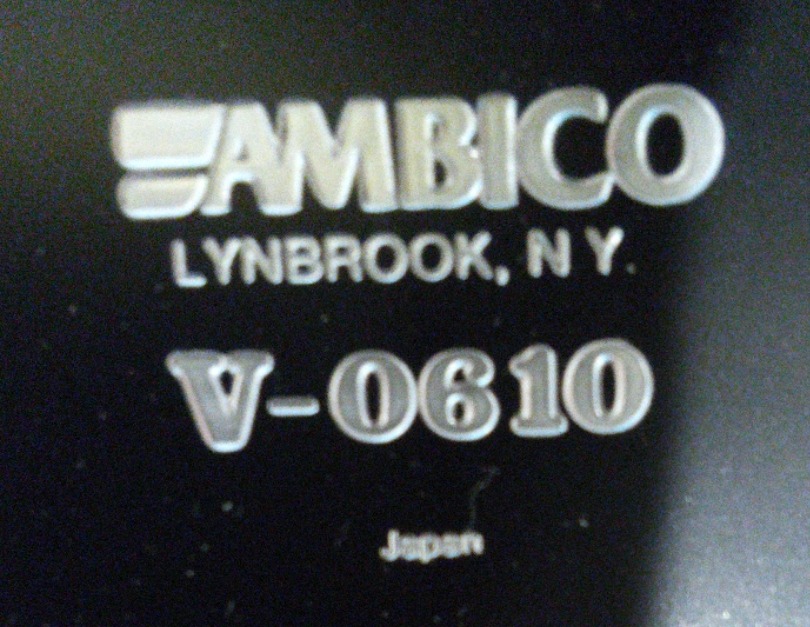 AMBICO
LYNBROOK, N Y.
V-0610
Japan